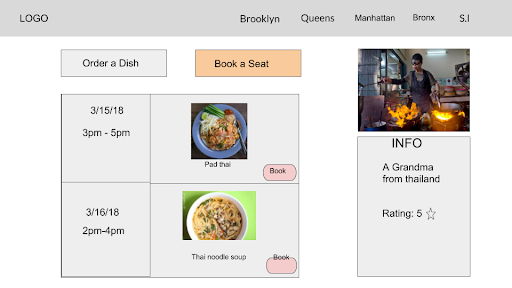 LOGO
Brooklyn
Queens
Manhattan
Bronx
S.I
Order a Dish
Book a Seat
3/15/18
3pm - 5pm
Pad thai
Book
3/16/18
2pm-4pm
Thai noodle soup
Book
INFO
A Grandma
from thailand
Rating: 5